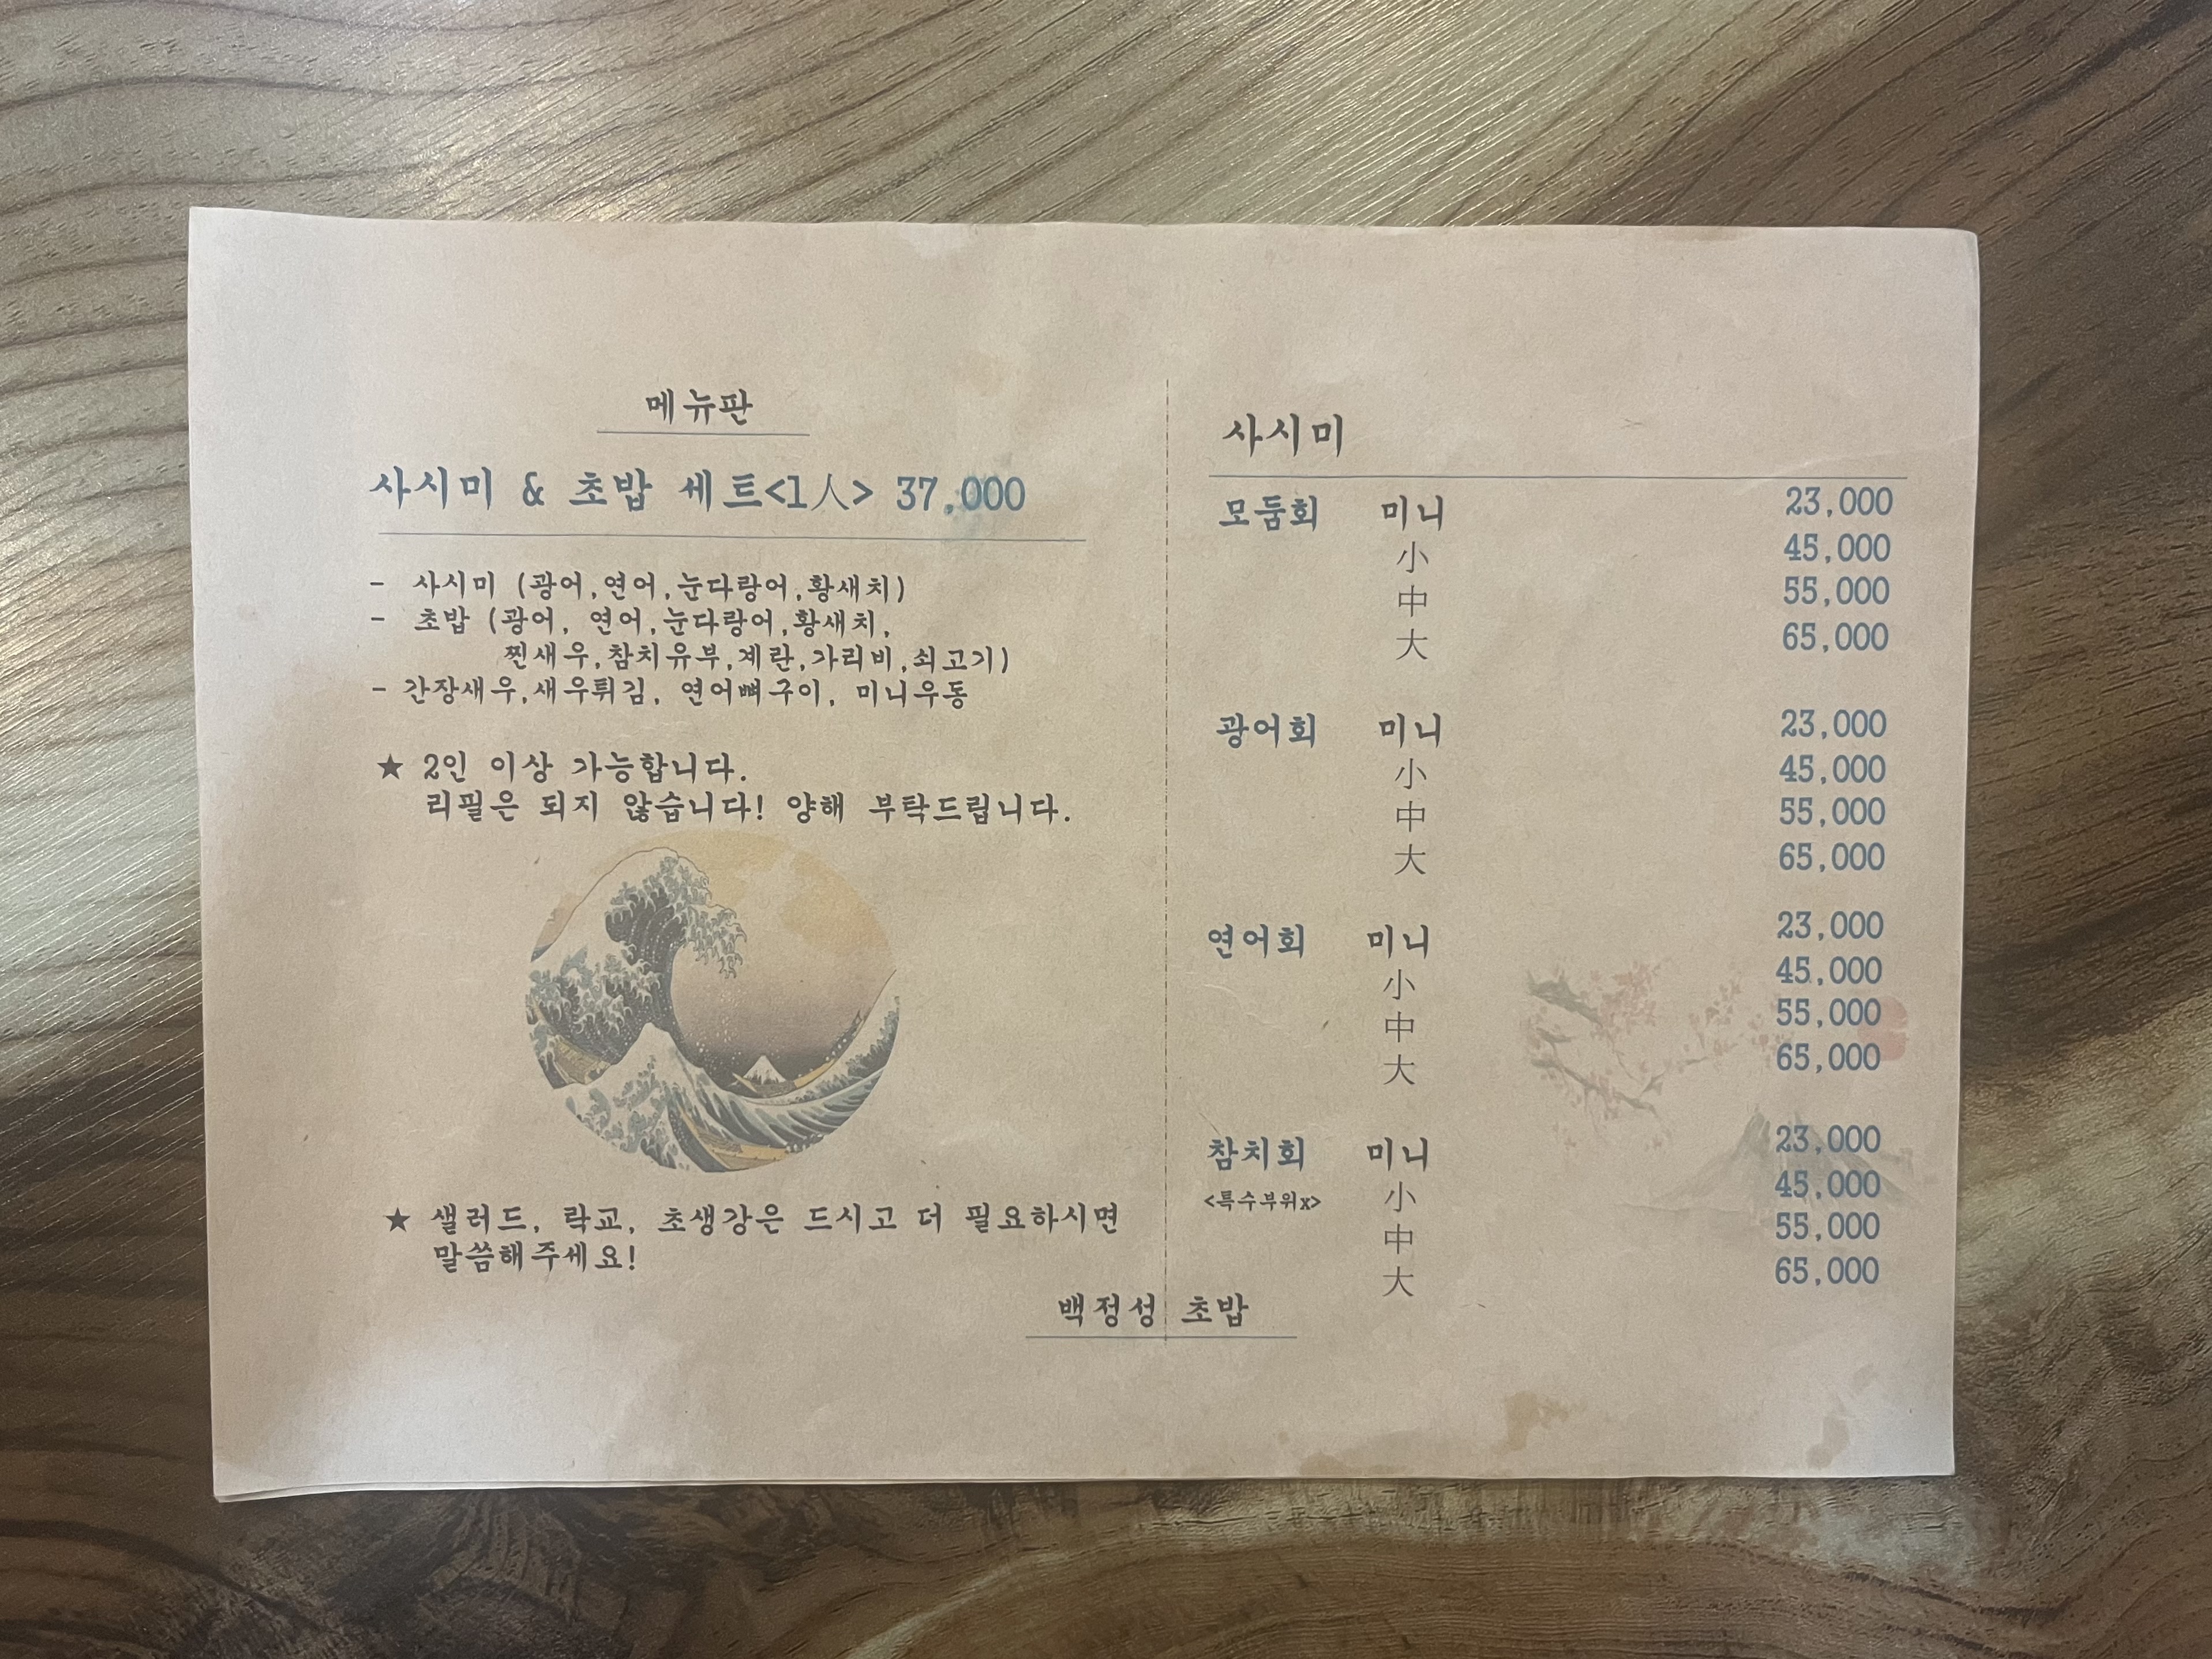 메뉴판
사시미 & 초밥 세트<1人> 37,000
- 사시미 (광어,연어,눈다랑어,황새치)
- 초밥 (광어, 연어,눈다랑어,황새치,
찐새우,참치유부,계란,가리비,쇠고기)
- 간장새우,새우튀김, 연어뼈구이, 미니우동
★ 2인 이상 가능합니다.
리필은 되지 않습니다! 양해 부탁드립니다.
★ 샐러드, 락교, 초생강은 드시고 더 필요하시면
말씀해주세요!
사시미
모둠회 미니 23,000
小 45,000
中 55,000
大 65,000
광어회 미니 23,000
小 45,000
中 55,000
大 65,000
연어회 미니 23,000
小 45,000
中 55,000
大 65,000
참치회 미니 23,000
<특수부위x> 小 45,000
中 55,000
大 65,000
백정성 초밥